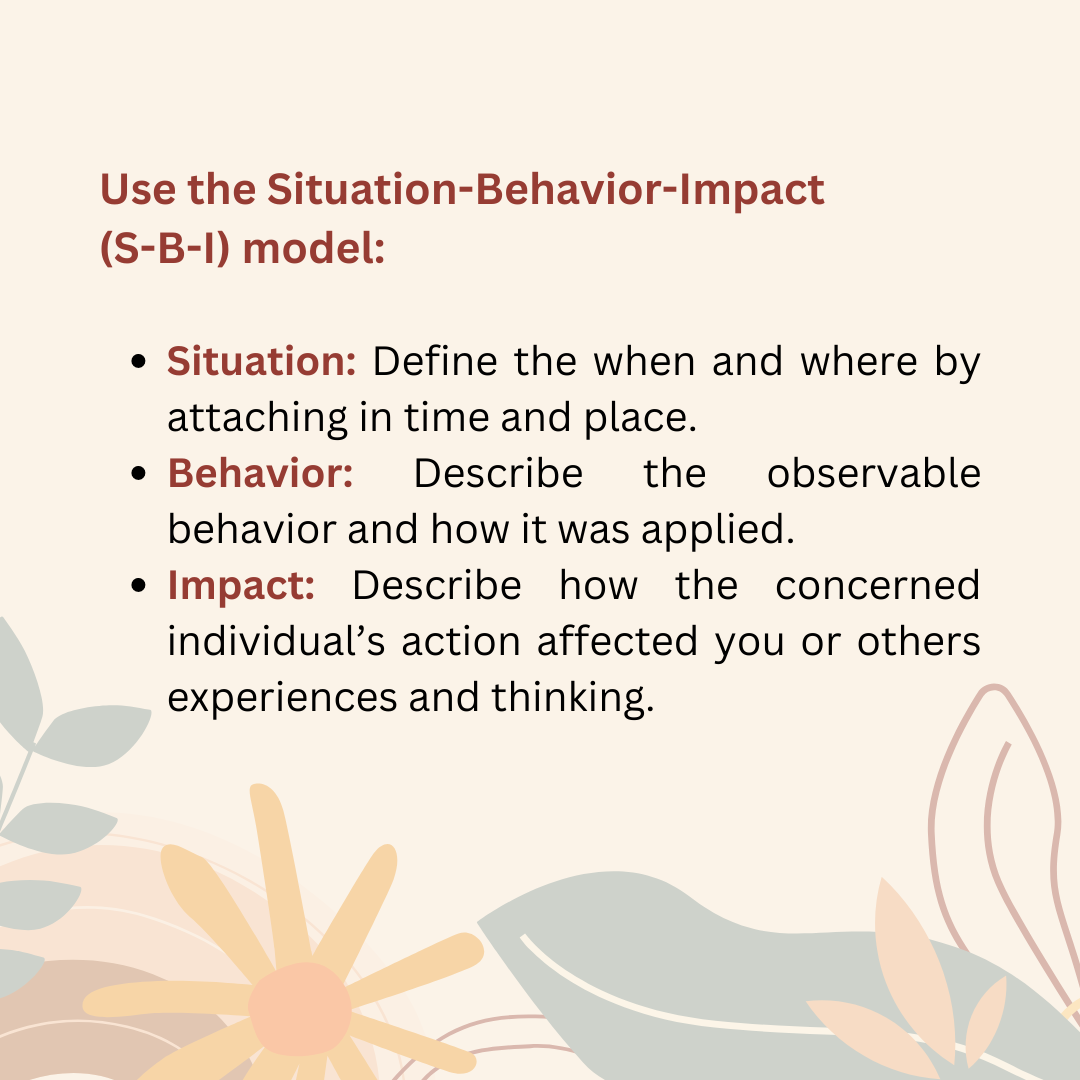 Use the Situation-Behavior-Impact
(S-B-I) model:
• Situation: Define the when and where by
attaching in time and place.
• Behavior: Describe the observable
behavior and how it was applied.
• Impact: Describe how the concerned
individual’s action affected you or others
experiences and thinking.